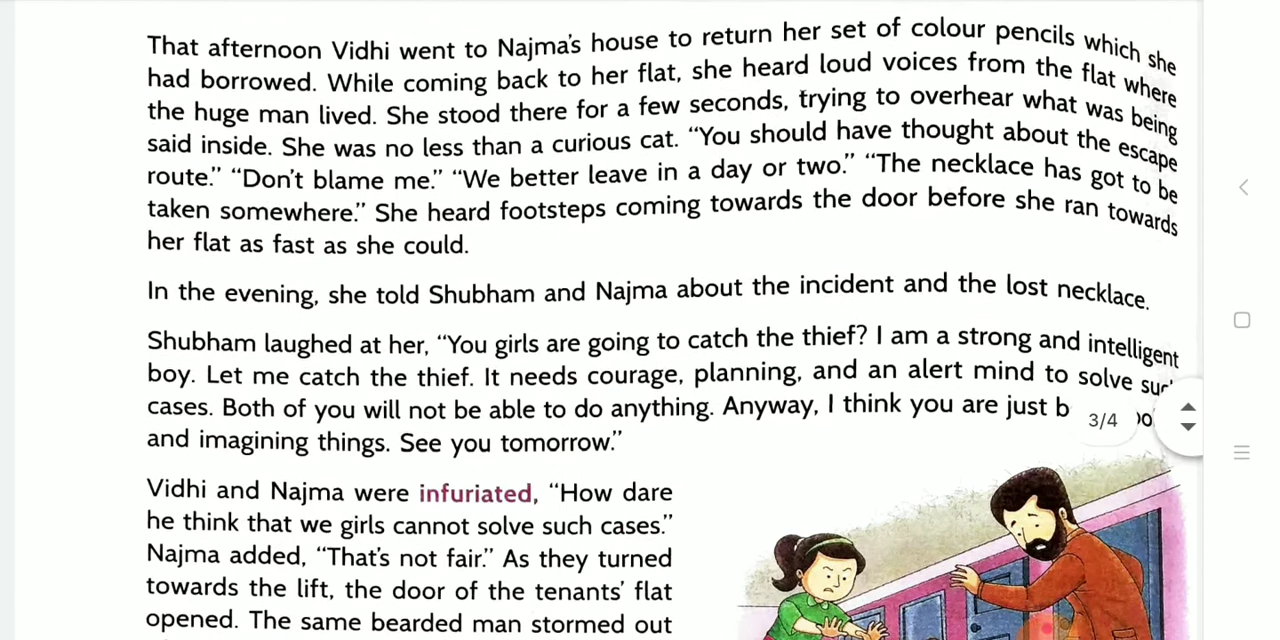 That afternoon Vidhi went to Najma's house to return her set of colour pencils which she
had borrowed. While coming back to her flat, she heard loud voices from the flat where
the huge man lived. She stood there for a few seconds, trying to overhear what was being
said inside. She was no less than a curious cat. “You should have thought about the escape
route.” “Don't blame me.” “We better leave in a day or two.” “The necklace has got to be
taken somewhere.” She heard footsteps coming towards the door before she ran towards
her flat as fast as she could.
In the evening, she told Shubham and Najma about the incident and the lost necklace.
Shubham laughed at her, “You girls are going to catch the thief? I am a strong and intelligent
boy. Let me catch the thief. It needs courage, planning, and an alert mind to solve
cases. Both of you will not be able to do anything. Anyway, I think you are just
3/4
and imagining things. See you tomorrow.”
Vidhi and Najma were infuriated, “How dare
he think that we girls cannot solve such cases.”
Najma added, “That's not fair.” As they turned
towards the lift, the door of the tenants' flat
opened. The same bearded man stormed out